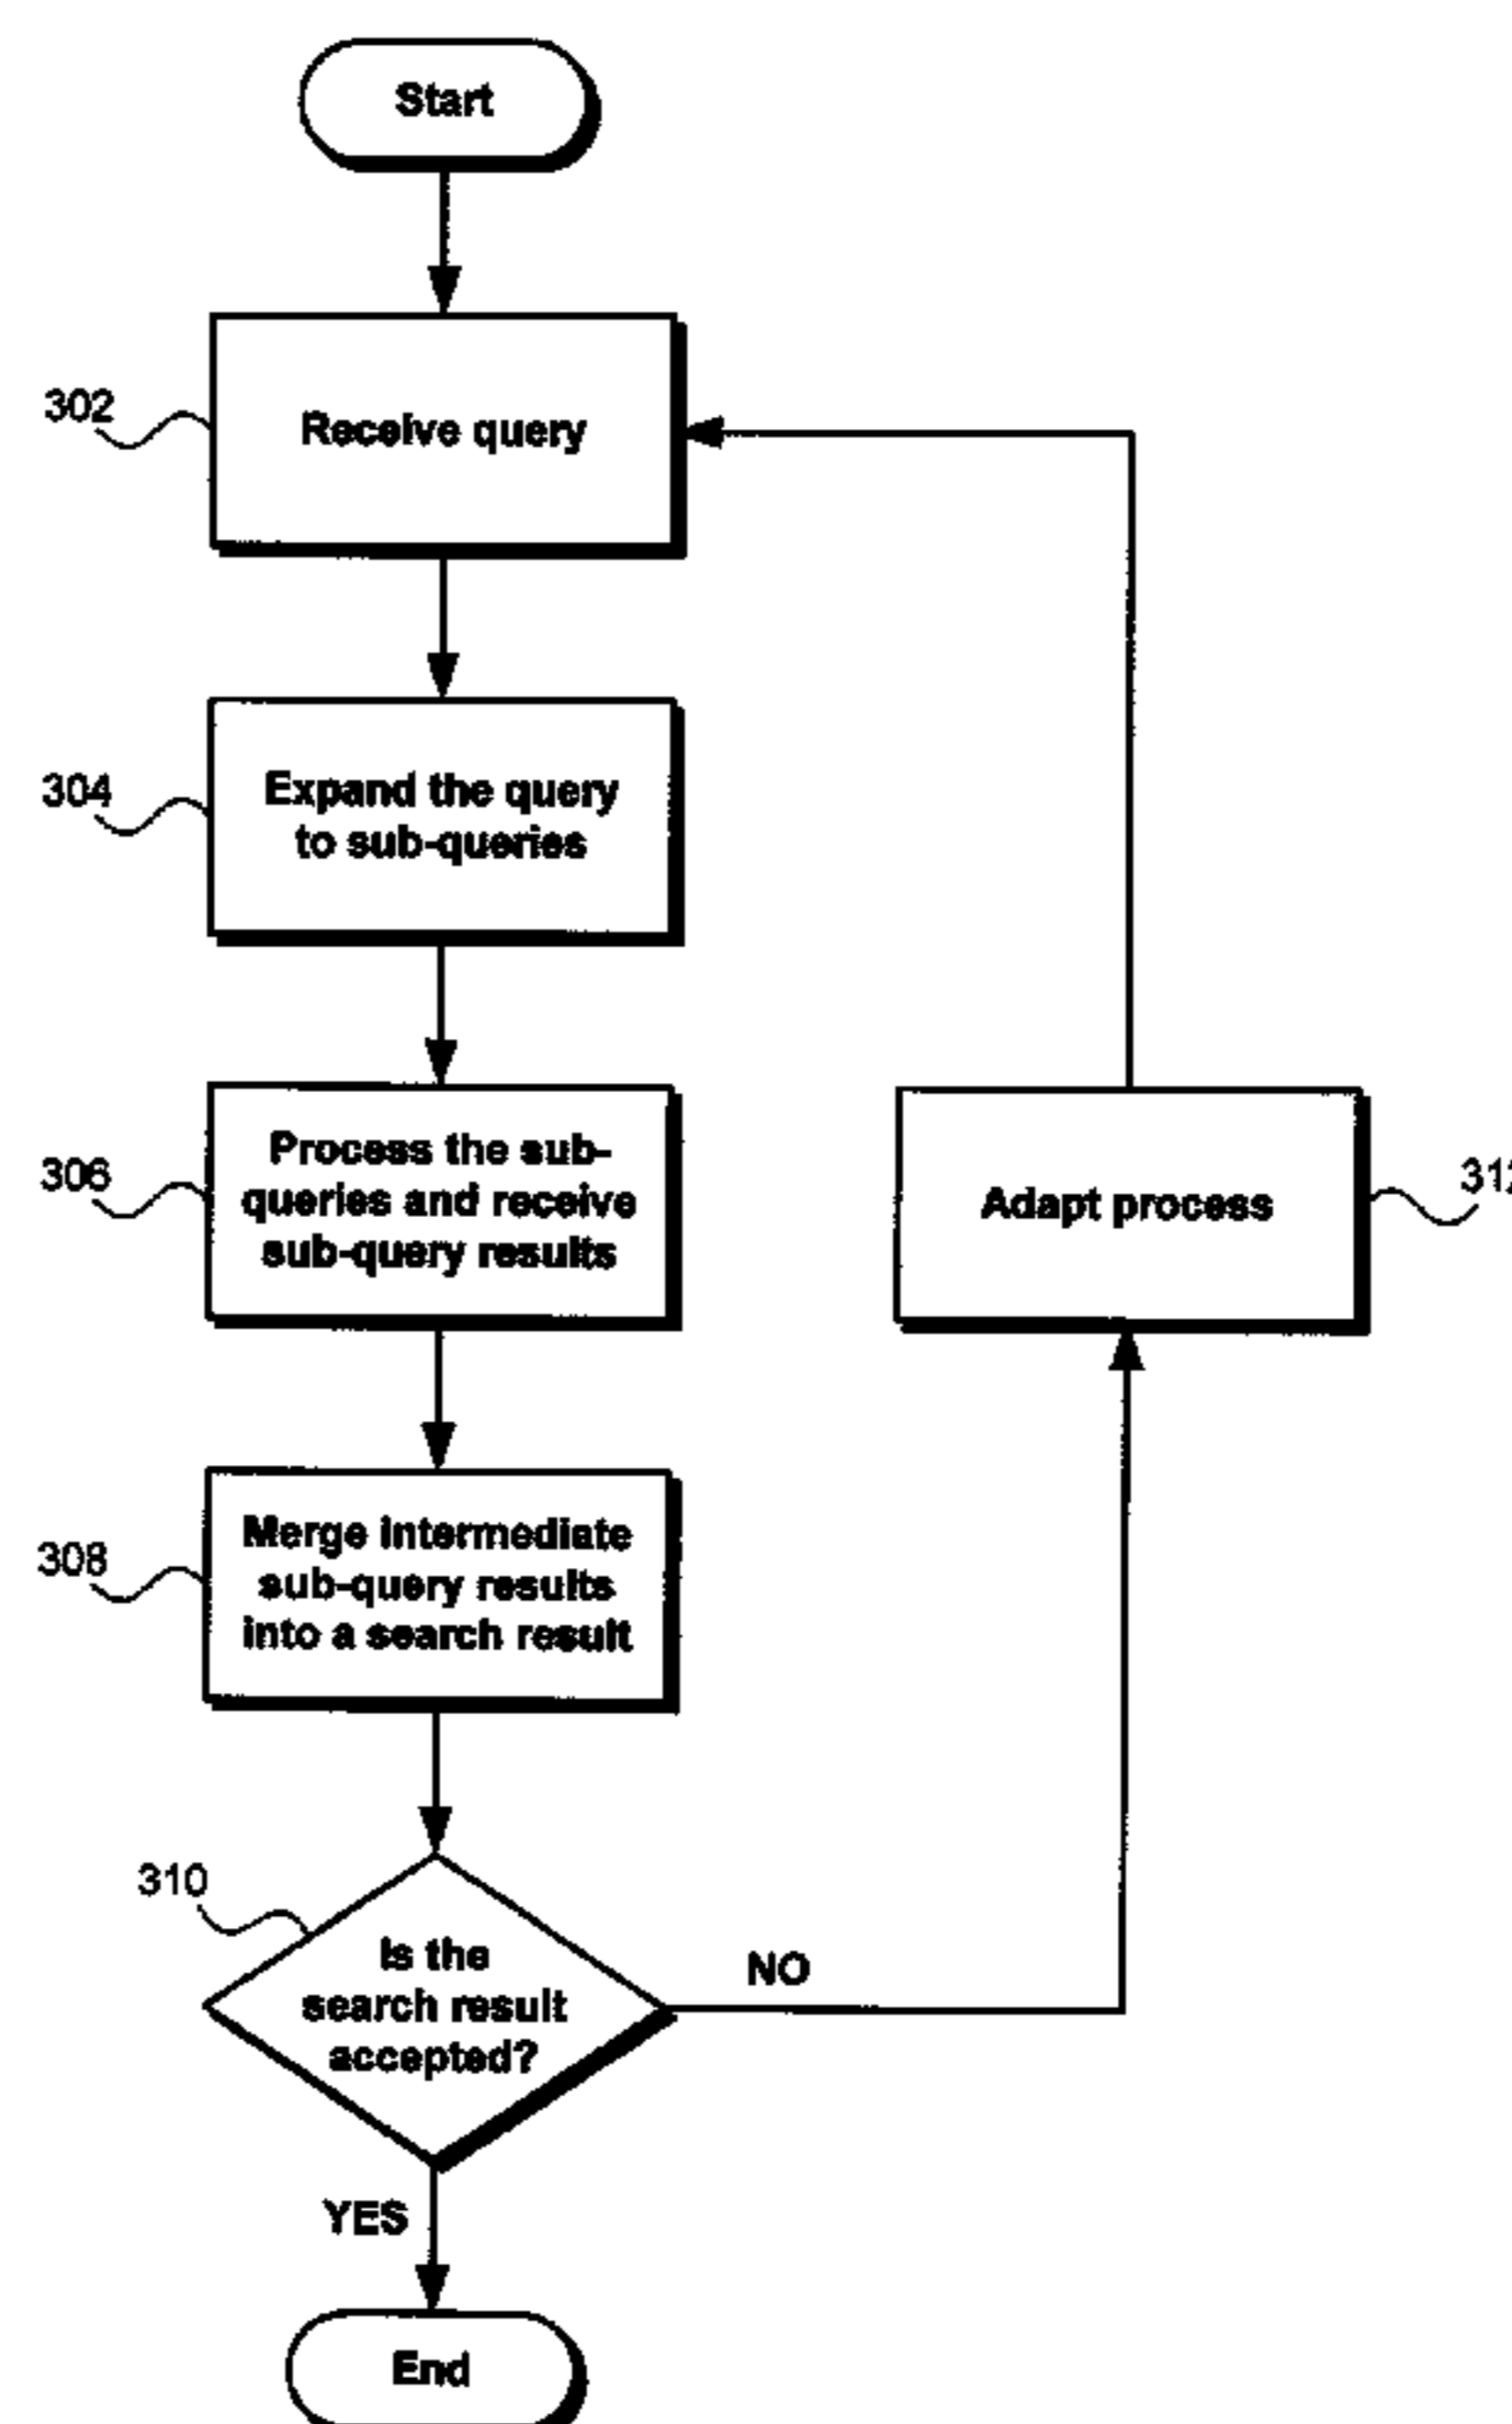 Start
302
Receive query
304
Expand the query
to sub-queries
306
Process the sub-
queries and receive
sub-query results
Adapt process
308
Merge intermediate
sub-query results
into a search result
310
Is the
search result
accepted?
NO
YES
End